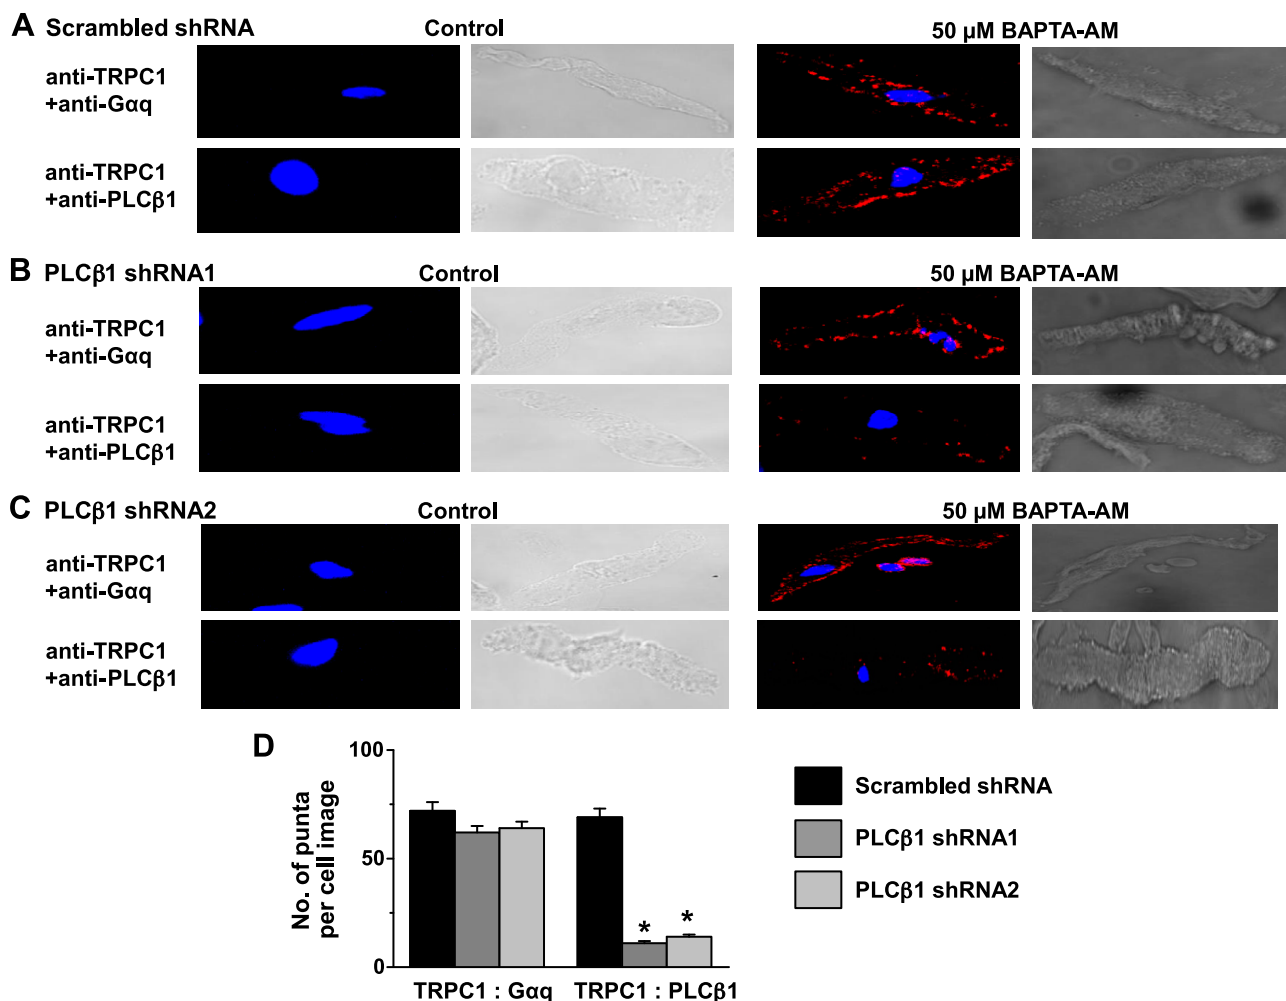 A Scrambled shRNA Control 50 µM BAPTA-AM
anti-TRPC1
+anti-Gαq
anti-TRPC1
+anti-PLCβ1
B PLCβ1 shRNA1 Control 50 µM BAPTA-AM
anti-TRPC1
+anti-Gαq
anti-TRPC1
+anti-PLCβ1
C PLCβ1 shRNA2 Control 50 µM BAPTA-AM
anti-TRPC1
+anti-Gαq
anti-TRPC1
+anti-PLCβ1
D
No. of punta
per cell image
100
50
0
* *
TRPC1 : Gαq TRPC1 : PLCβ1
Scrambled shRNA
PLCβ1 shRNA1
PLCβ1 shRNA2